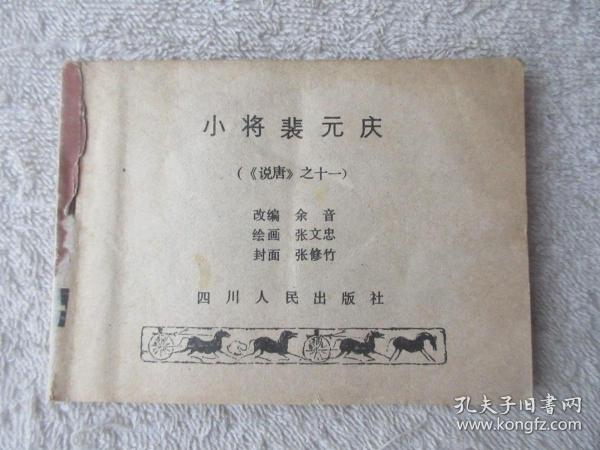 小将裴元庆
(《说唐》之十一)
改编 余音
绘画 张文忠
封面 张修竹
四川人民出版社
孔夫子旧書网
www.kongfz.com